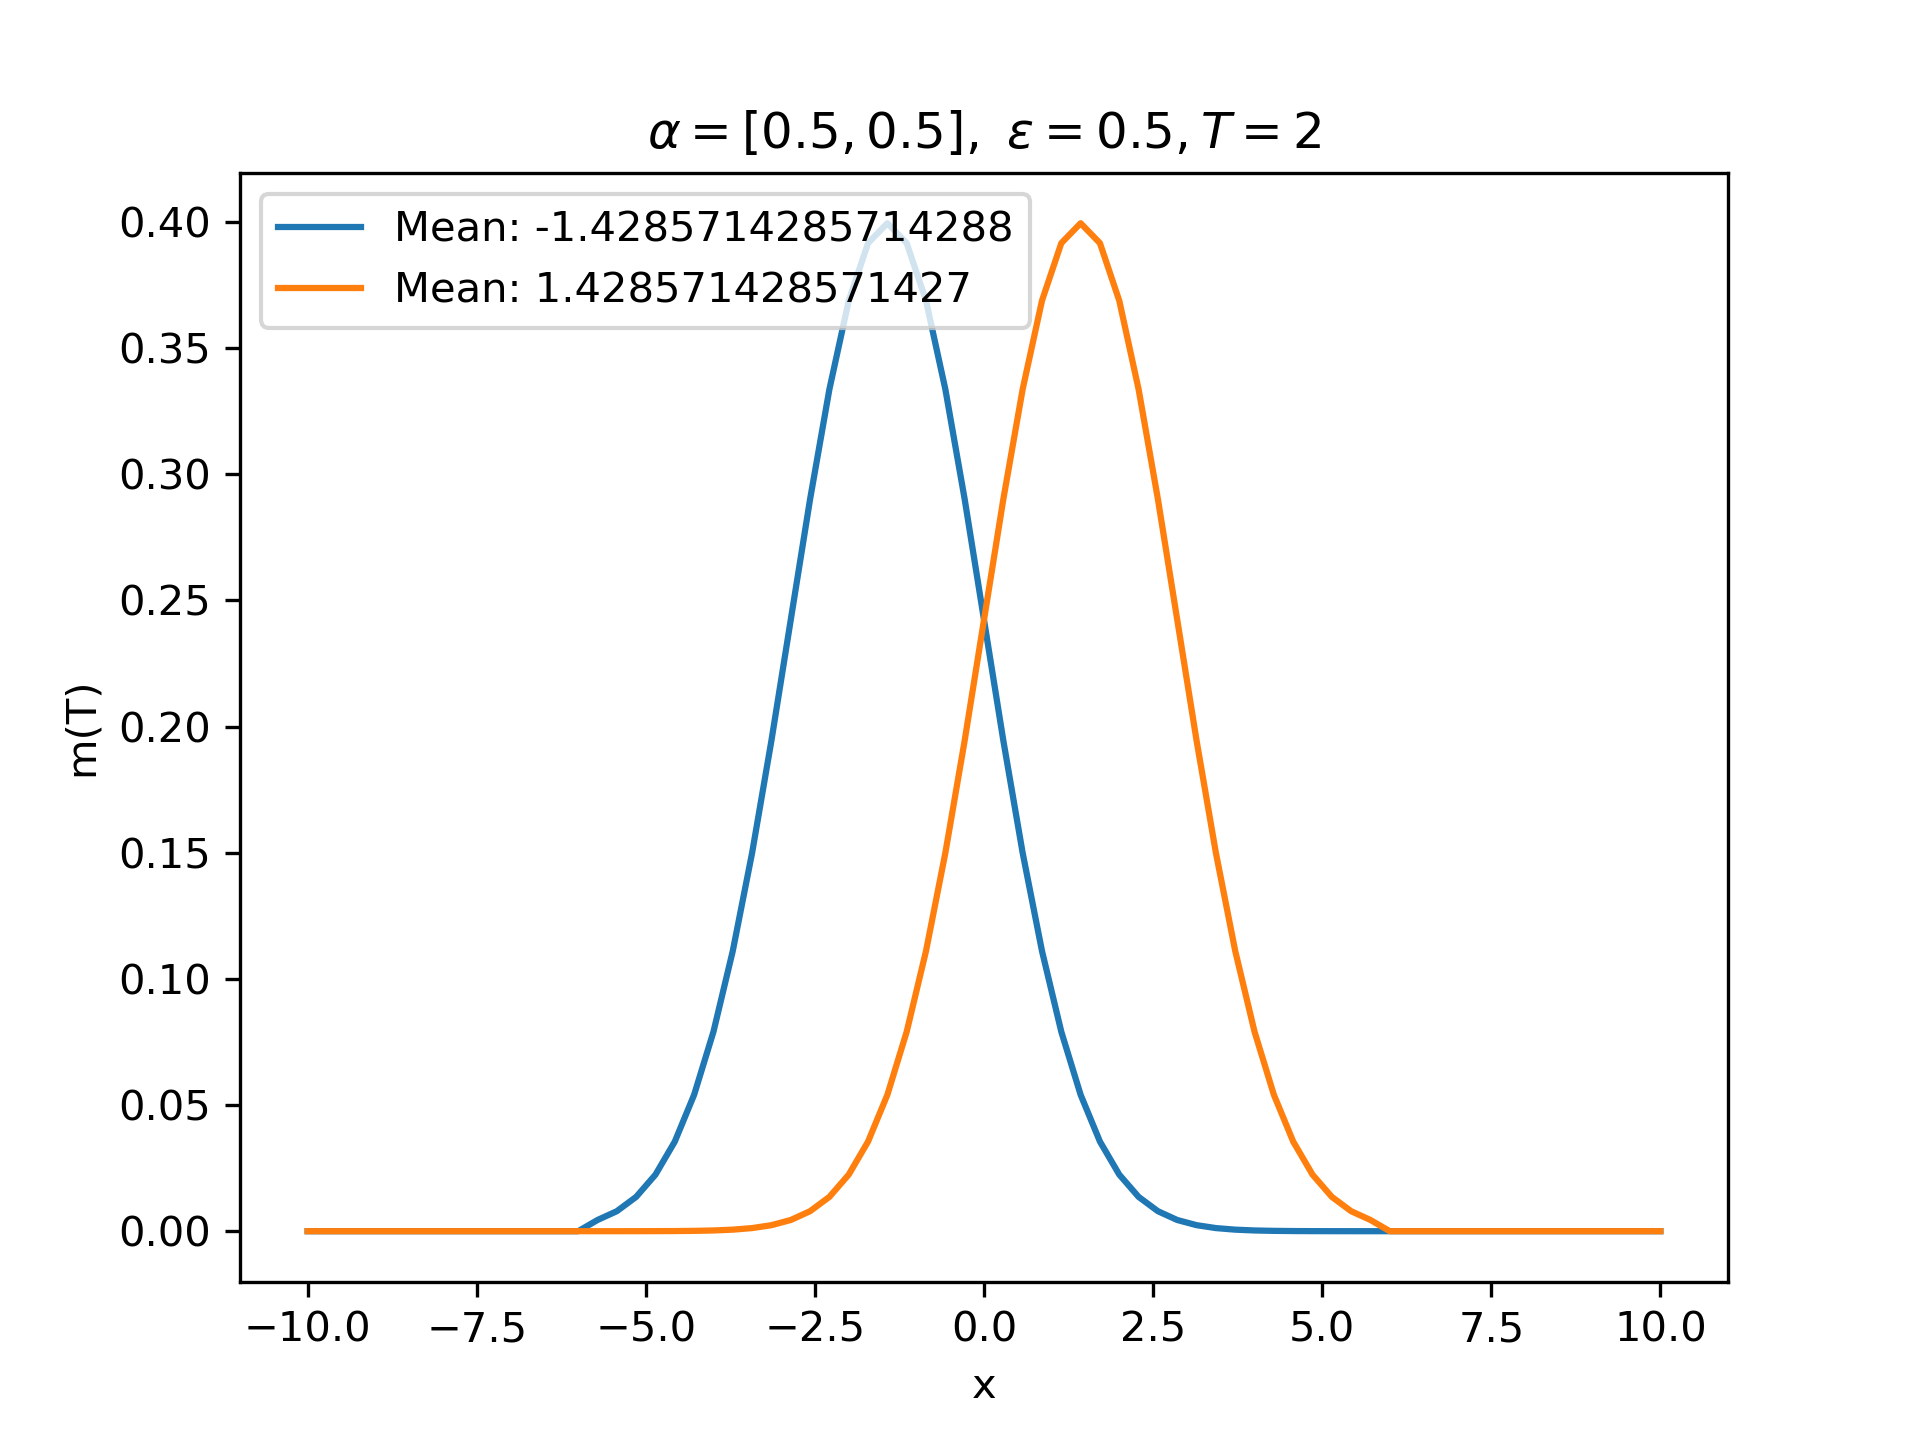 α = [0.5, 0.5], ε = 0.5, T = 2
Mean: -1.4285714285714288
Mean: 1.428571428571427
0.40
0.35
0.30
0.25
0.20
0.15
0.10
0.05
0.00
m(T)
−10.0 −7.5 −5.0 −2.5 0.0 2.5 5.0 7.5 10.0
x